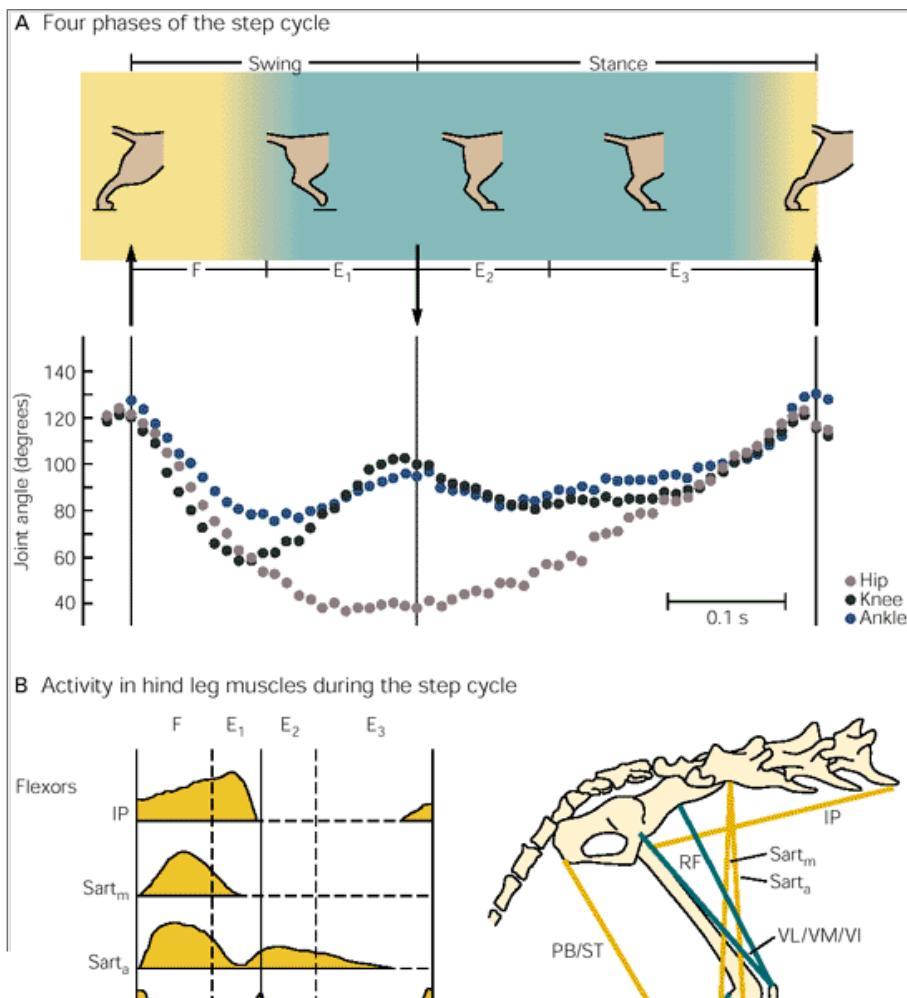 A Four phases of the step cycle
Swing Stance
F E1 E2 E3
Joint angle (degrees)
140
120
100
80
60
40
Hip
Knee
Ankle
0.1 s
B Activity in hind leg muscles during the step cycle
F E1 E2 E3
Flexors
IP
Sartm
Sarta
IP
RF
Sartm
Sarta
VL/VM/VI
PB/ST